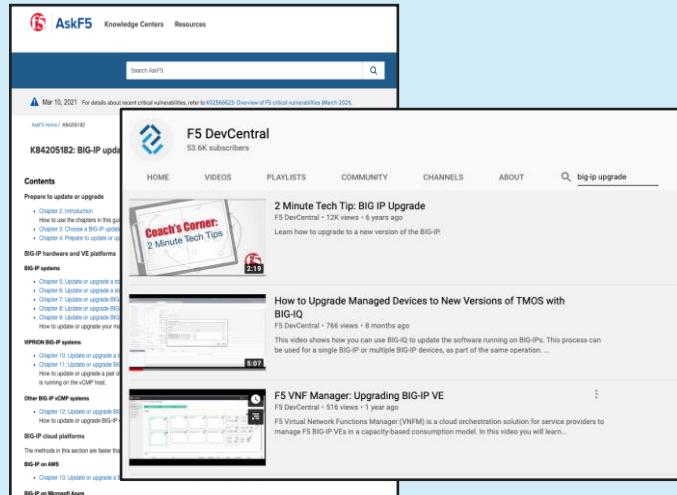 f5
AskF5
Knowledge Centers Resources
Search AskF5
Mar 10, 2021 For details about recent critical vulnerabilities, refer to K02566623: Overview of F5 critical vulnerabilities (March 2021).
AskF5 Home / K84205182
K84205182: BIG-IP upda
Contents
Prepare to update or upgrade
• Chapter 2: Introduction
How to use the chapters in this gui
• Chapter 3: Choose a BIG-IP updat
• Chapter 4: Prepare to update or up
BIG-IP hardware and VE platforms
BIG-IP systems
• Chapter 5: Update or upgrade a sta
• Chapter 6: Update or upgrade a sta
• Chapter 7: Update or upgrade BIG
• Chapter 8: Update or upgrade BIG
• Chapter 9: Update or upgrade BIG
How to update or upgrade your mo
VIPRION BIG-IP systems
• Chapter 10: Update or upgrade a
• Chapter 11: Update or upgrade BIG
How to update or upgrade a pair o
is running on the vCMP host.
Other BIG-IP vCMP systems
• Chapter 12: Update or upgrade BIG
How to update or upgrade BIG-IP
BIG-IP cloud platforms
The methods in this section are faster tha
BIG-IP on AWS
• Chapter 13: Update or upgrade a B
BIG-IP on Microsoft Azure
F5 DevCentral
53.6K subscribers
HOME VIDEOS PLAYLISTS COMMUNITY CHANNELS ABOUT big-ip upgrade
Coach's Corner:
2 Minute Tech Tips
f5
2:19
2 Minute Tech Tip: BIG IP Upgrade
F5 DevCentral • 12K views • 6 years ago
Learn how to upgrade to a new version of the BIG-IP.
5:07
How to Upgrade Managed Devices to New Versions of TMOS with
BIG-IQ
F5 DevCentral • 766 views • 8 months ago
This video shows how you can use BIG-IQ to update the software running on BIG-IPs. This process can
be used for a single BIG-IP or multiple BIG-IP devices, as part of the same operation. ...
F5 VNF Manager: Upgrading BIG-IP VE
F5 DevCentral • 516 views • 1 year ago
F5 Virtual Network Functions Manager (VNFM) is a cloud orchestration solution for service providers to
manage F5 BIG-IP VEs in a capacity-based consumption model. In this video you will learn...